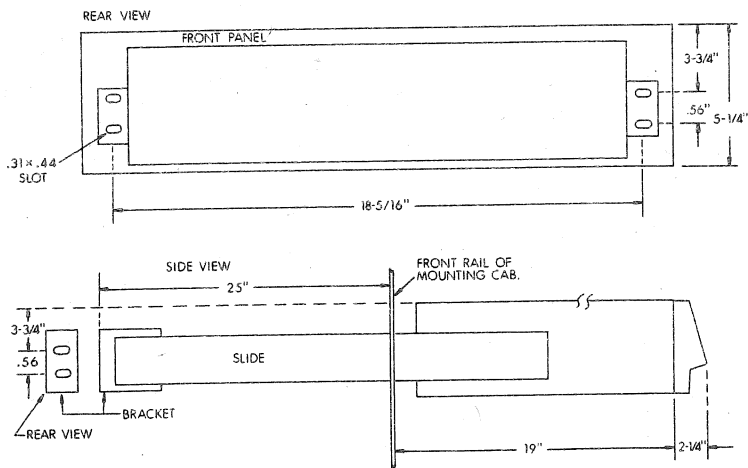 REAR VIEW
FRONT PANEL
3-3/4"
.56"
5-1/4"
.31×.44
SLOT
18-5/16"
SIDE VIEW
FRONT RAIL OF
MOUNTING CAB.
25"
3-3/4"
.56
SLIDE
BRACKET
REAR VIEW
19"
2-1/4"